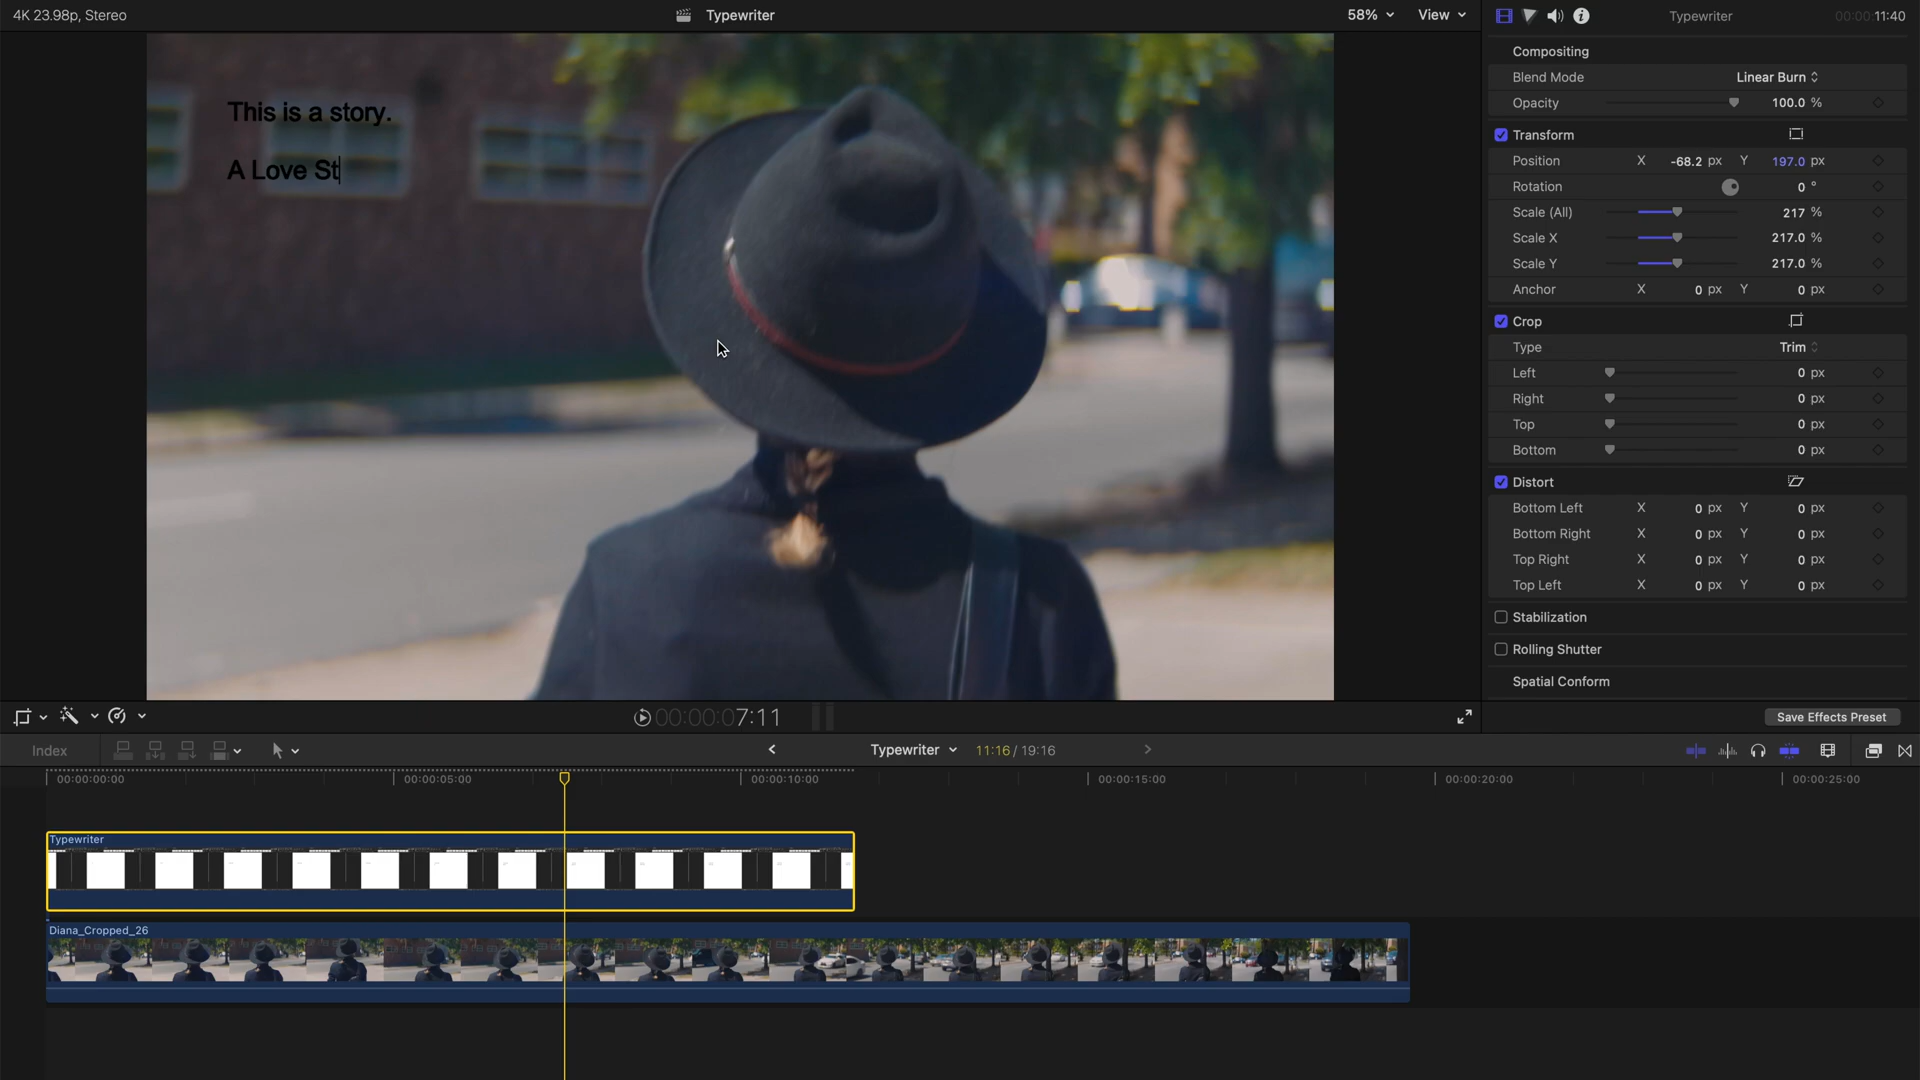 4K 23.98p, Stereo
Typewriter
58%
View
Typewriter
00:00:11:40
This is a story.
A Love St
Compositing
Blend Mode Linear Burn
Opacity 100.0 %
Transform
Position X -68.2 px Y 197.0 px
Rotation 0 °
Scale (All) 217 %
Scale X 217.0 %
Scale Y 217.0 %
Anchor X 0 px Y 0 px
Crop
Type Trim
Left 0 px
Right 0 px
Top 0 px
Bottom 0 px
Distort
Bottom Left X 0 px Y 0 px
Bottom Right X 0 px Y 0 px
Top Right X 0 px Y 0 px
Top Left X 0 px Y 0 px
Stabilization
Rolling Shutter
Spatial Conform
00:00:07:11
Save Effects Preset
Index
Typewriter
11:16 / 19:16
00:00:00:00
00:00:05:00
00:00:10:00
00:00:15:00
00:00:20:00
00:00:25:00
Typewriter
Diana_Cropped_26